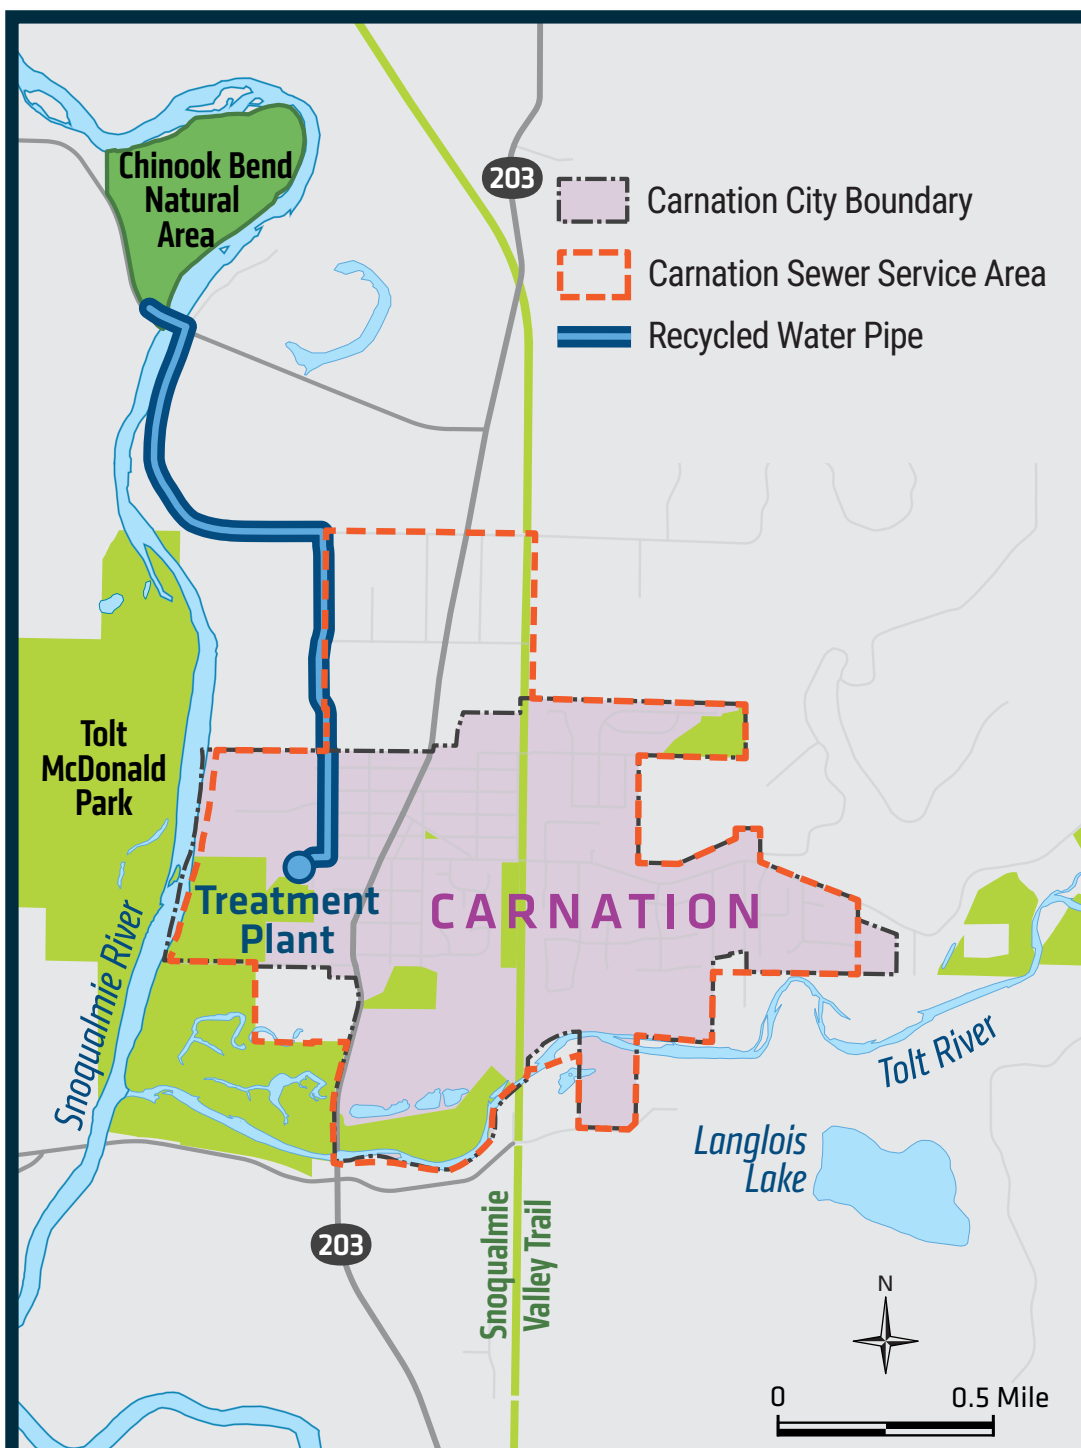 Chinook Bend
Natural
Area
203
Carnation City Boundary
Carnation Sewer Service Area
Recycled Water Pipe
Tolt
McDonald
Park
Treatment
Plant
CARNATION
Snoqualmie River
Tolt River
Langlois
Lake
Snoqualmie
Valley Trail
203
N
0
0.5 Mile